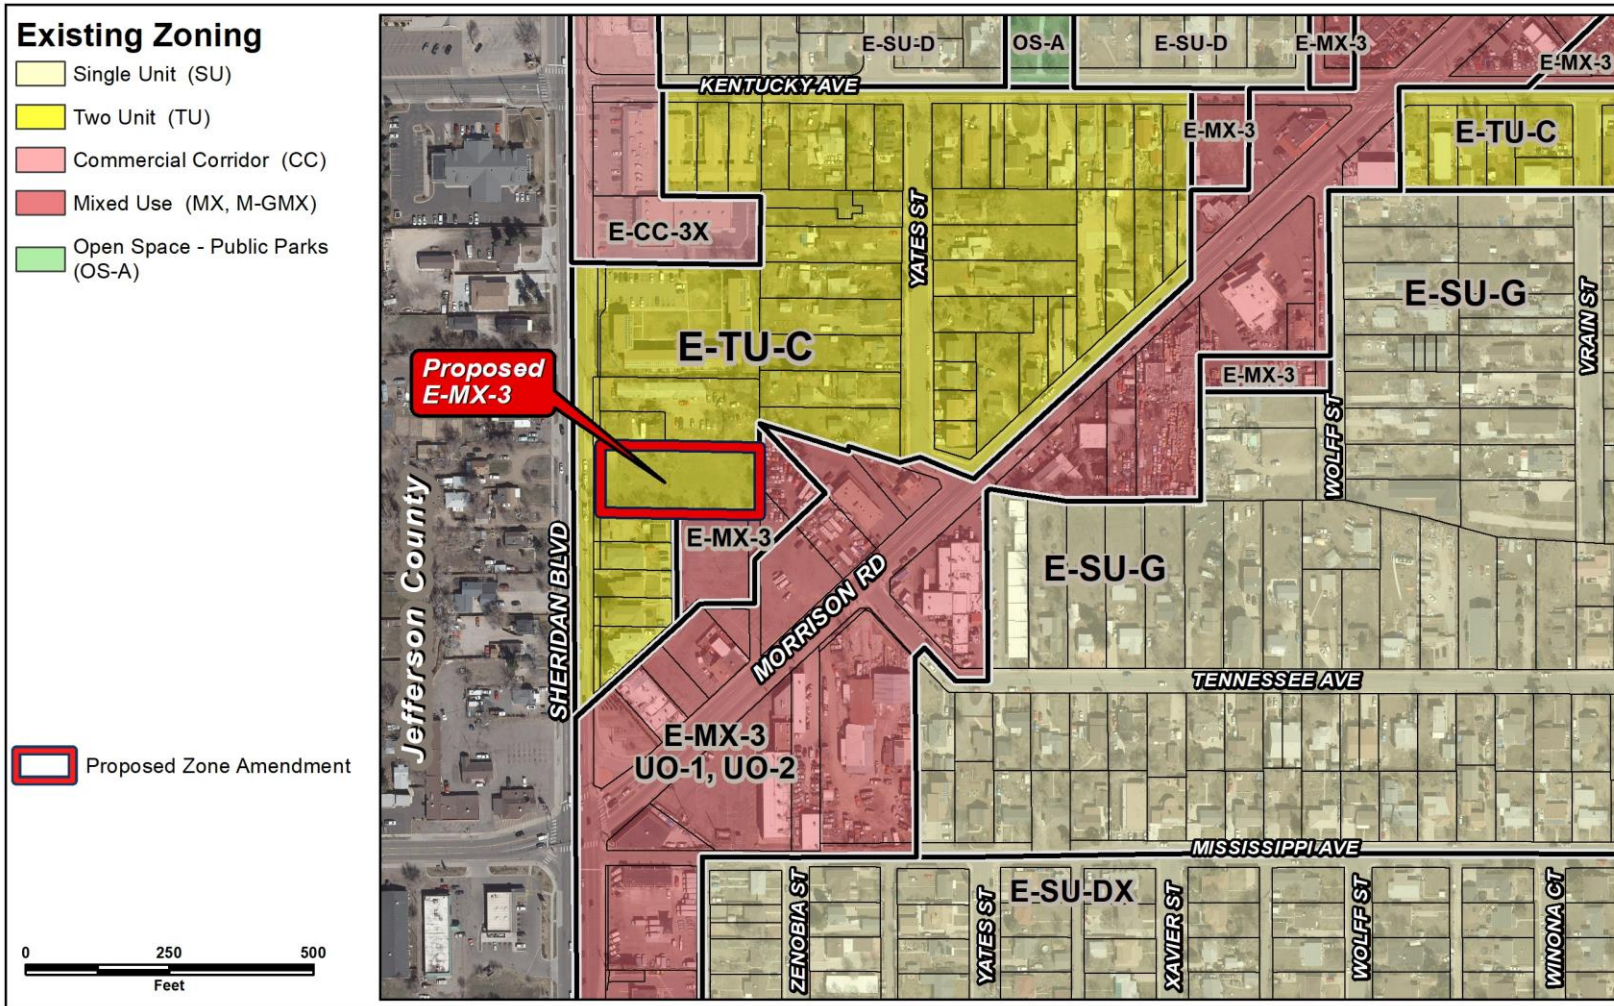 Existing Zoning
Single Unit (SU)
Two Unit (TU)
Commercial Corridor (CC)
Mixed Use (MX, M-GMX)
Open Space - Public Parks
(OS-A)
Proposed Zone Amendment
0 250 500
Feet
E-SU-D
OS-A
E-SU-D
E-MX-3
E-MX-3
KENTUCKY AVE
E-MX-3
E-TU-C
E-CC-3X
YATES ST
E-SU-G
VRAIN ST
E-TU-C
Proposed
E-MX-3
E-MX-3
WOLFF ST
Jefferson County
SHERIDAN BLVD
E-MX-3
MORRISON RD
E-SU-G
TENNESSEE AVE
E-MX-3
UO-1, UO-2
MISSISSIPPI AVE
E-SU-DX
ZENOBIA ST
YATES ST
XAVIER ST
WOLFF ST
WINONA CT